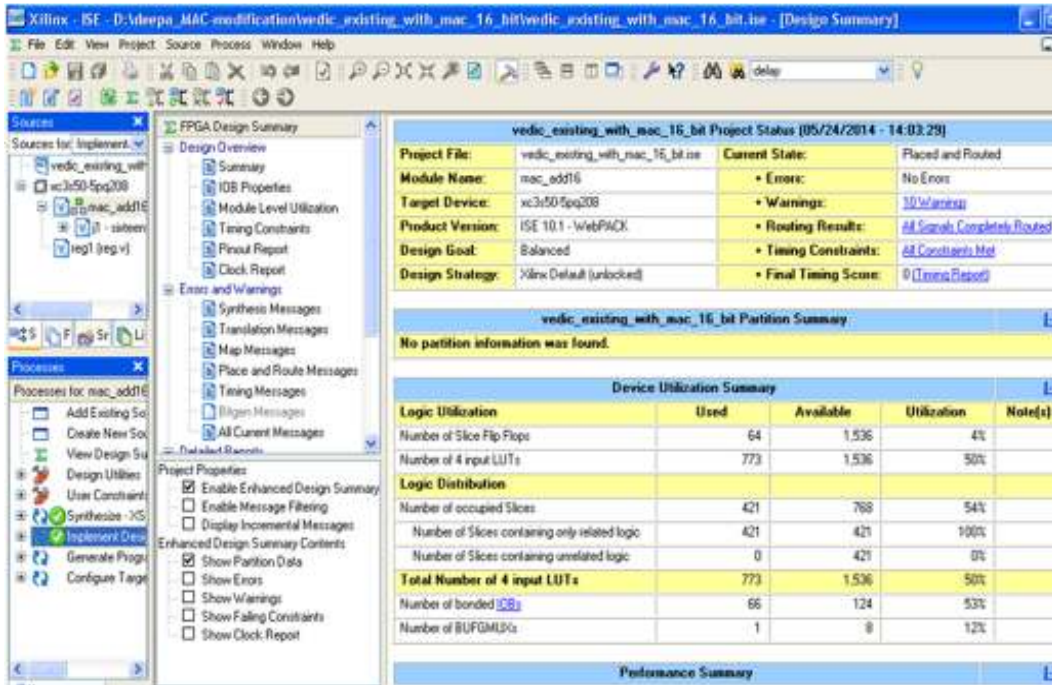 Xilinx - ISE - D:\deepa_MAC-modification\vedic_existing_with_mac_16_bit\vedic_existing_with_mac_16_bit.ise - [Design Summary]
File Edit View Project Source Process Window Help
delay
Sources
Sources for: Implement
vedic_existing_with
xc3s50-5pq208
mac_add16
j1 - sixteen
reg1 (reg.v)
S F Sr Li
Processes
Processes for: mac_add16
Add Existing So
Create New Sou
View Design Su
Design Utilities
User Constraint
Synthesize - XS
Implement Desi
Generate Progr
Configure Targe
FPGA Design Summary
Design Overview
Summary
IOB Properties
Module Level Utilization
Timing Constraints
Pinout Report
Clock Report
Errors and Warnings
Synthesis Messages
Translation Messages
Map Messages
Place and Route Messages
Timing Messages
Bitgen Messages
All Current Messages
Detailed Reports
Project Properties
Enable Enhanced Design Summary
Enable Message Filtering
Display Incremental Messages
Enhanced Design Summary Contents
Show Partition Data
Show Errors
Show Warnings
Show Failing Constraints
Show Clock Report
vedic_existing_with_mac_16_bit Project Status (05/24/2014 - 14:03:29)
Project File: vedic_existing_with_mac_16_bit.ise Current State: Placed and Routed
Module Name: mac_add16 • Errors: No Errors
Target Device: xc3s50-5pq208 • Warnings: 10 Warnings
Product Version: ISE 10.1 - WebPACK • Routing Results: All Signals Completely Routed
Design Goal: Balanced • Timing Constraints: All Constraints Met
Design Strategy: Xilinx Default (unlocked) • Final Timing Score: 0 (Timing Report)
vedic_existing_with_mac_16_bit Partition Summary
No partition information was found.
Device Utilization Summary
Logic Utilization Used Available Utilization Note(s)
Number of Slice Flip Flops 64 1,536 4%
Number of 4 input LUTs 773 1,536 50%
Logic Distribution
Number of occupied Slices 421 768 54%
Number of Slices containing only related logic 421 421 100%
Number of Slices containing unrelated logic 0 421 0%
Total Number of 4 input LUTs 773 1,536 50%
Number of bonded IOBs 66 124 53%
Number of BUFGMUXs 1 8 12%
Performance Summary